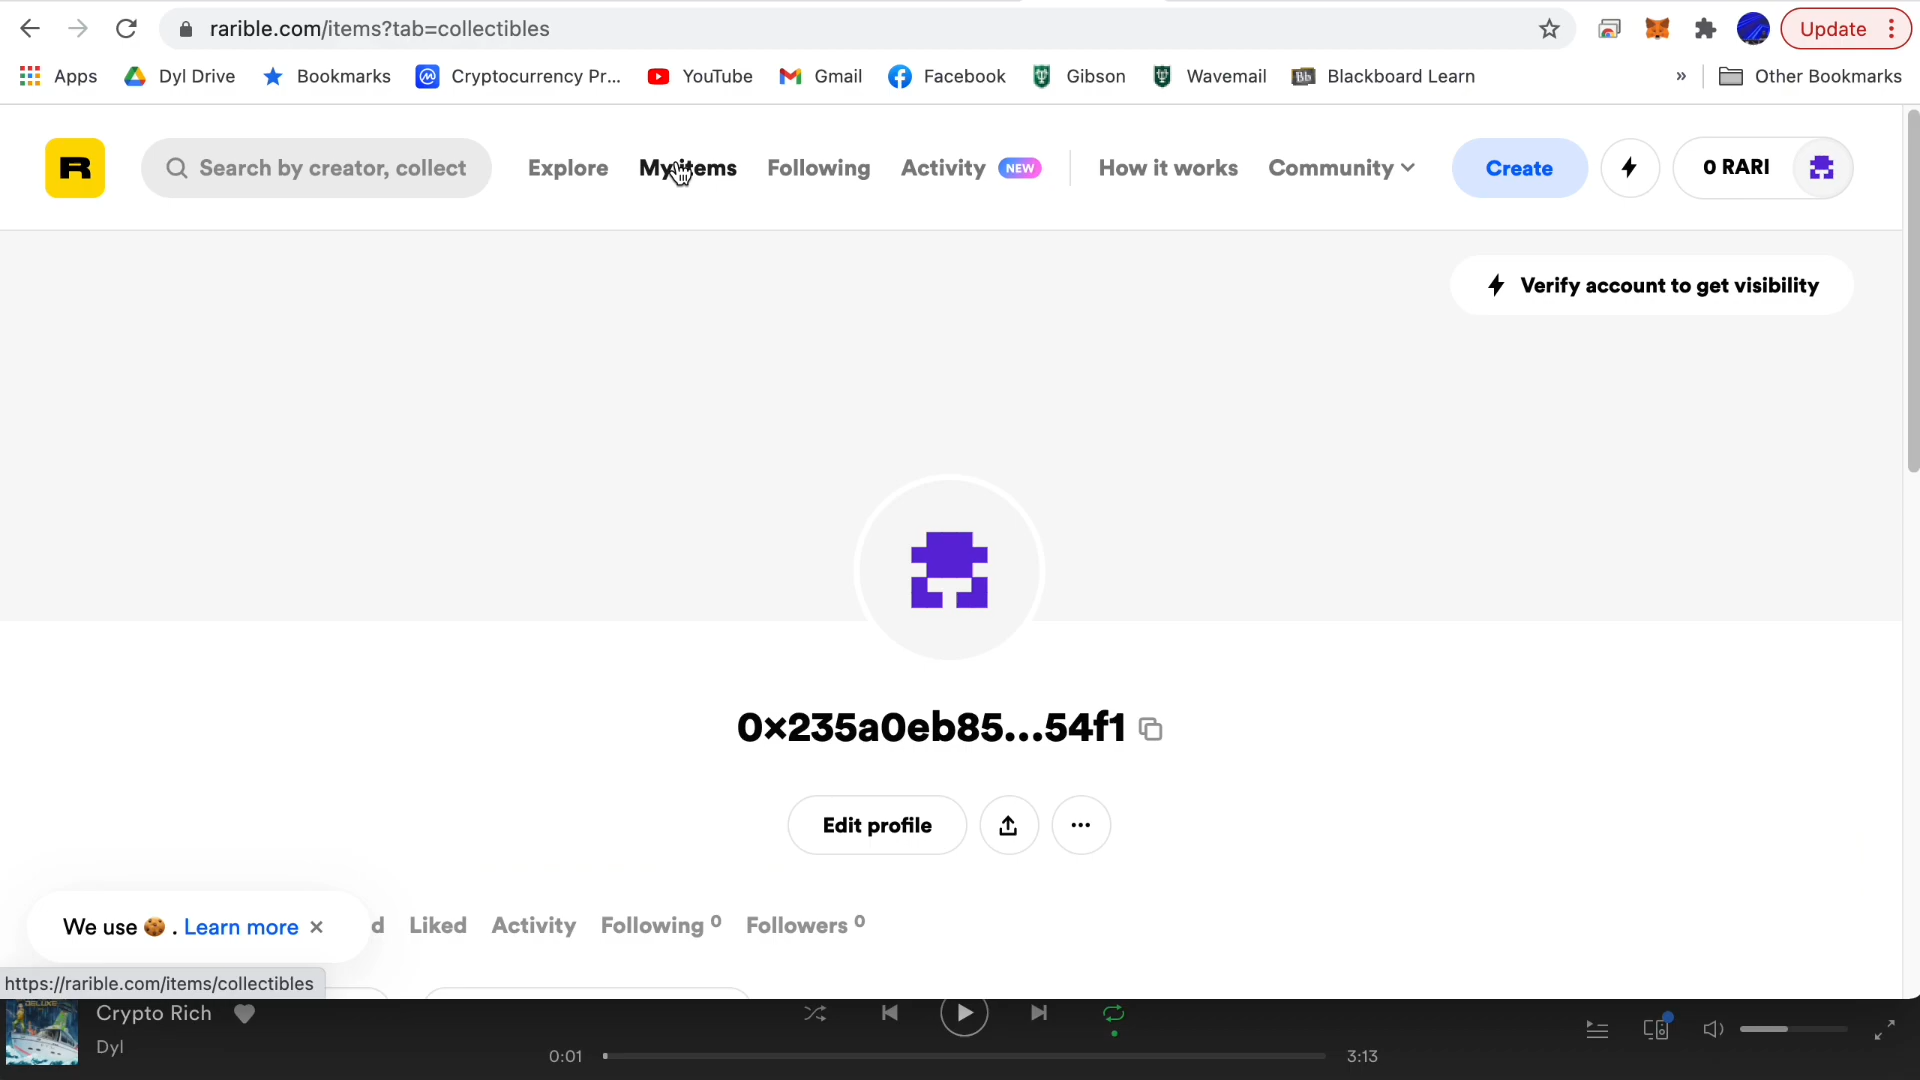 rarible.com/items?tab=collectibles
Update
Apps
Dyl Drive
Bookmarks
Cryptocurrency Pr...
YouTube
Gmail
Facebook
Gibson
Wavemail
Bb
Blackboard Learn
»
Other Bookmarks
R
Search by creator, collect
Explore
My items
Following
Activity
NEW
How it works
Community
Create
0 RARI
Verify account to get visibility
0x235a0eb85...54f1
Edit profile
We use 🍪 . Learn more ×
d
Liked
Activity
Following 0
Followers 0
https://rarible.com/items/collectibles
DELUXE
Crypto Rich
Dyl
0:01
3:13